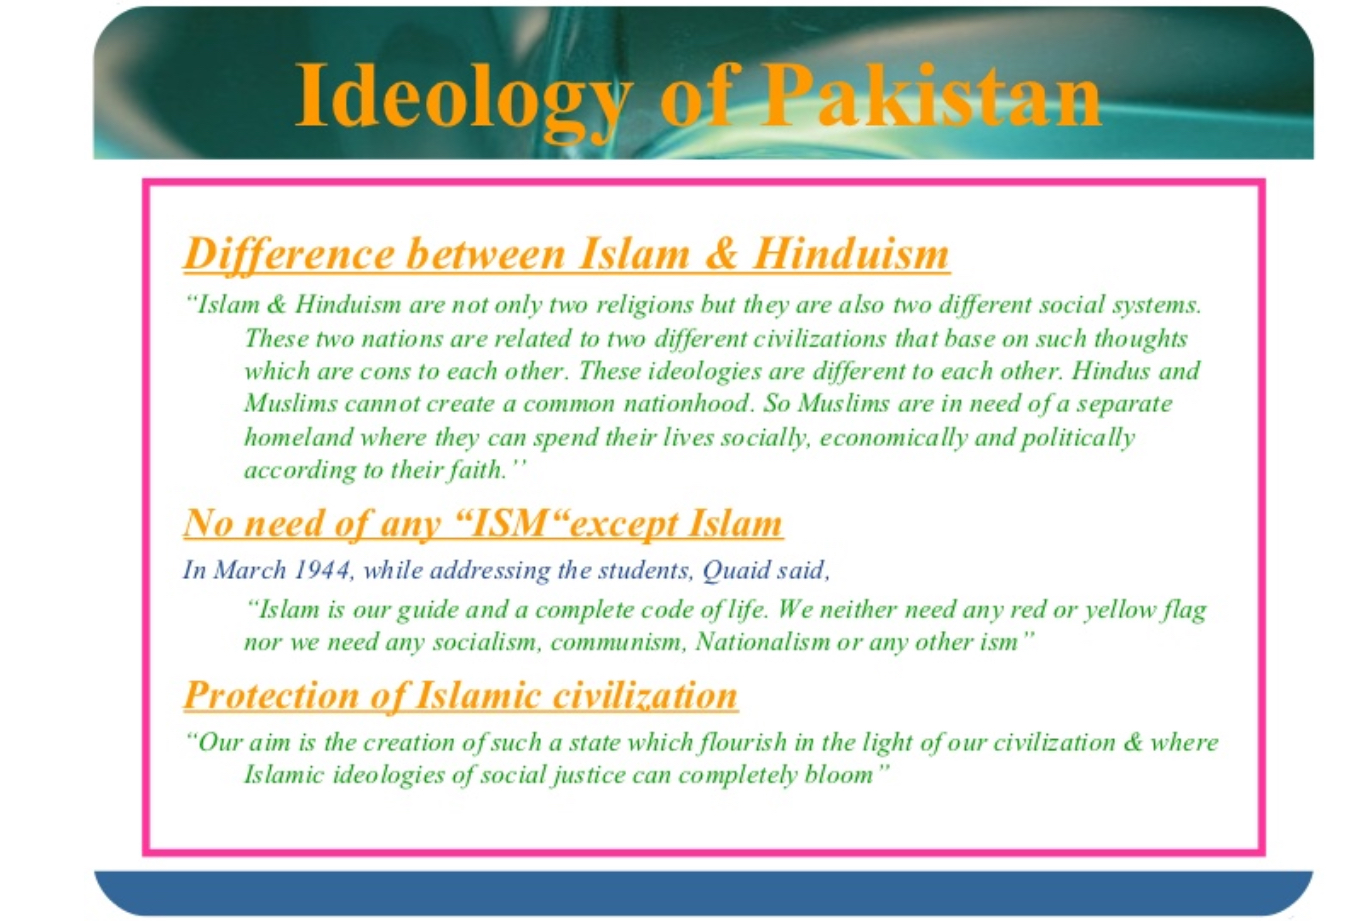 Ideology of Pakistan
Difference between Islam & Hinduism
“Islam & Hinduism are not only two religions but they are also two different social systems.
These two nations are related to two different civilizations that base on such thoughts
which are cons to each other. These ideologies are different to each other. Hindus and
Muslims cannot create a common nationhood. So Muslims are in need of a separate
homeland where they can spend their lives socially, economically and politically
according to their faith.’’
No need of any “ISM“except Islam
In March 1944, while addressing the students, Quaid said,
“Islam is our guide and a complete code of life. We neither need any red or yellow flag
nor we need any socialism, communism, Nationalism or any other ism”
Protection of Islamic civilization
“Our aim is the creation of such a state which flourish in the light of our civilization & where
Islamic ideologies of social justice can completely bloom”